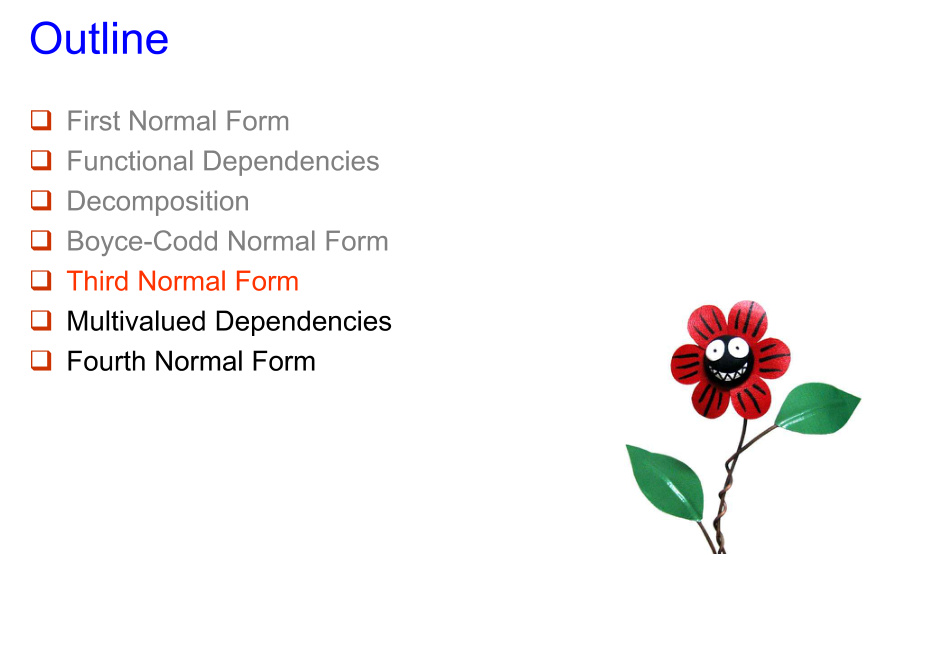 Outline
First Normal Form
Functional Dependencies
Decomposition
Boyce-Codd Normal Form
Third Normal Form
Multivalued Dependencies
Fourth Normal Form